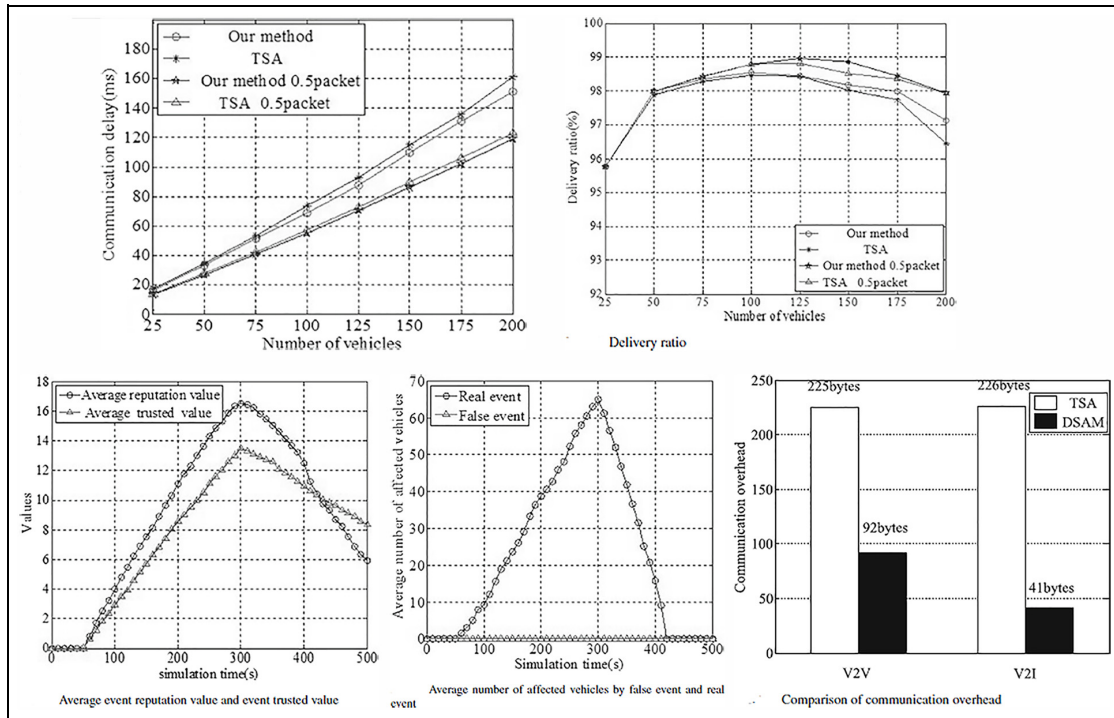 Our method
TSA
Our method 0.5packet
TSA 0.5packet
Communication delay(ms)
180
160
140
120
100
80
60
40
20
0
25 50 75 100 125 150 175 200
Number of vehicles
100
99
98
97
96
95
94
93
92
Delivery ratio(%)
Our method
TSA
Our method 0.5packet
TSA 0.5packet
25 50 75 100 125 150 175 200
Number of vehicles
Delivery ratio
18
16
14
12
10
8
6
4
2
0
Values
Average reputation value
Average trusted value
0 100 200 300 400 500
simulation time(s)
Average event reputation value and event trusted value
70
60
50
40
30
20
10
0
Average number of affected vehicles
Real event
False event
0 100 200 300 400 500
Simulation time(s)
Average number of affected vehicles by false event and real
event
250
200
150
100
50
0
Communication overhead
225bytes
226bytes
TSA
DSAM
92bytes
41bytes
V2V V2I
Comparison of communication overhead